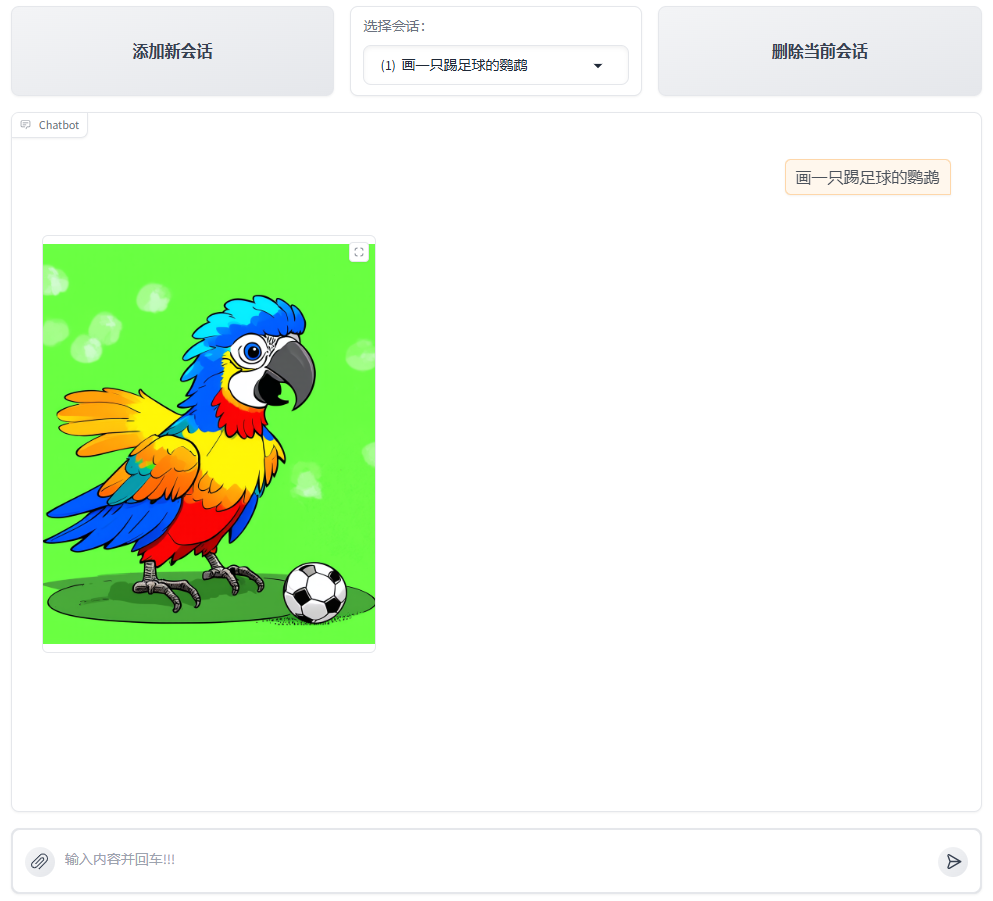 添加新会话
选择会话：
(1) 画一只踢足球的鹦鹉
删除当前会话
Chatbot
画一只踢足球的鹦鹉
输入内容并回车!!!